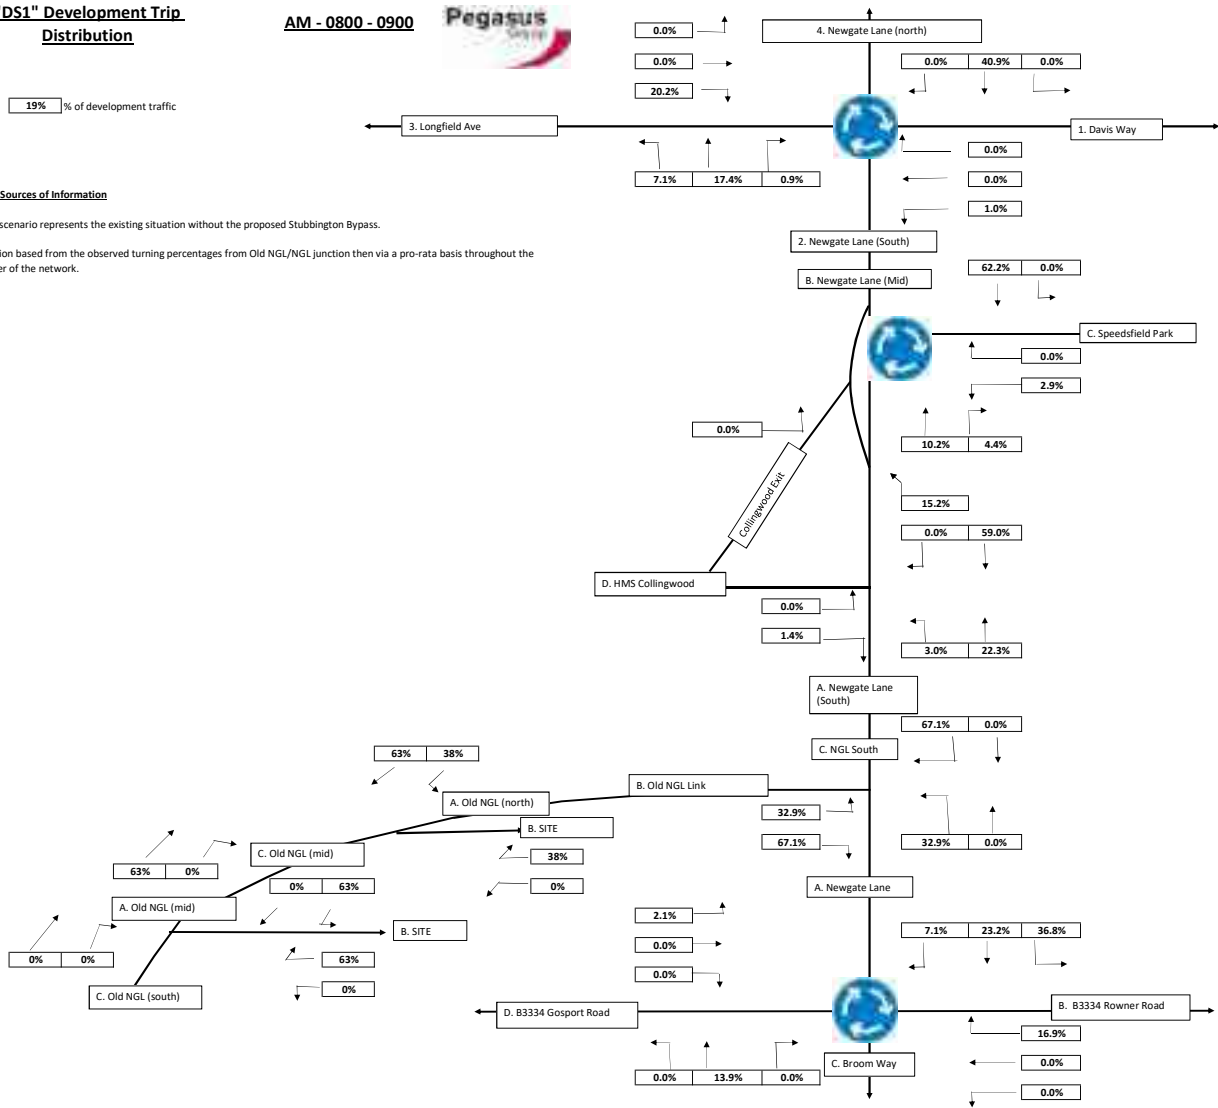 "DS1" Development Trip
Distribution
AM - 0800 - 0900
Pegasus
Group
19% % of development traffic
Sources of Information
scenario represents the existing situation without the proposed Stubbington Bypass.
ion based from the observed turning percentages from Old NGL/NGL junction then via a pro-rata basis throughout the
er of the network.
0.0%
0.0%
20.2%
4. Newgate Lane (north)
0.0% 40.9% 0.0%
3. Longfield Ave
1. Davis Way
7.1% 17.4% 0.9%
0.0%
0.0%
1.0%
2. Newgate Lane (South)
B. Newgate Lane (Mid)
62.2% 0.0%
C. Speedsfield Park
0.0%
2.9%
0.0%
10.2% 4.4%
Collingwood Exit
15.2%
0.0% 59.0%
D. HMS Collingwood
0.0%
1.4%
3.0% 22.3%
A. Newgate Lane
(South)
67.1% 0.0%
C. NGL South
63% 38%
B. Old NGL Link
A. Old NGL (north)
32.9%
67.1%
32.9% 0.0%
B. SITE
C. Old NGL (mid)
38%
0%
63% 0%
0% 63%
A. Newgate Lane
A. Old NGL (mid)
B. SITE
0% 0%
63%
0%
C. Old NGL (south)
2.1%
0.0%
0.0%
7.1% 23.2% 36.8%
D. B3334 Gosport Road
B. B3334 Rowner Road
16.9%
0.0%
0.0%
C. Broom Way
0.0% 13.9% 0.0%